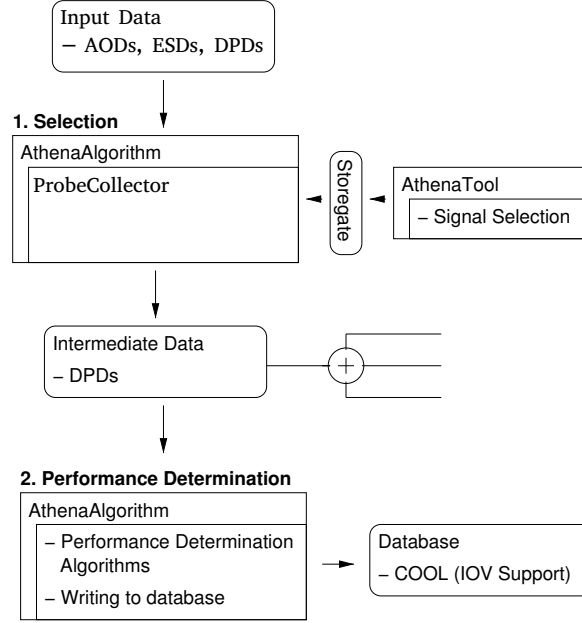 Input Data
– AODs, ESDs, DPDs
1. Selection
AthenaAlgorithm
ProbeCollector
Storegate
AthenaTool
– Signal Selection
Intermediate Data
– DPDs
+
2. Performance Determination
AthenaAlgorithm
– Performance Determination
Algorithms
– Writing to database
Database
– COOL (IOV Support)